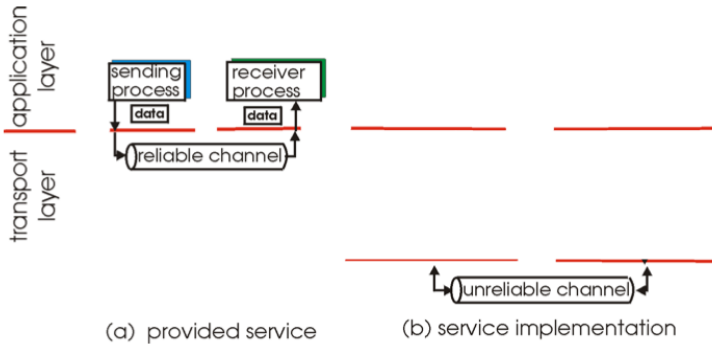 application
layer
sending
process
receiver
process
data
data
reliable channel
transport
layer
unreliable channel
(a) provided service
(b) service implementation